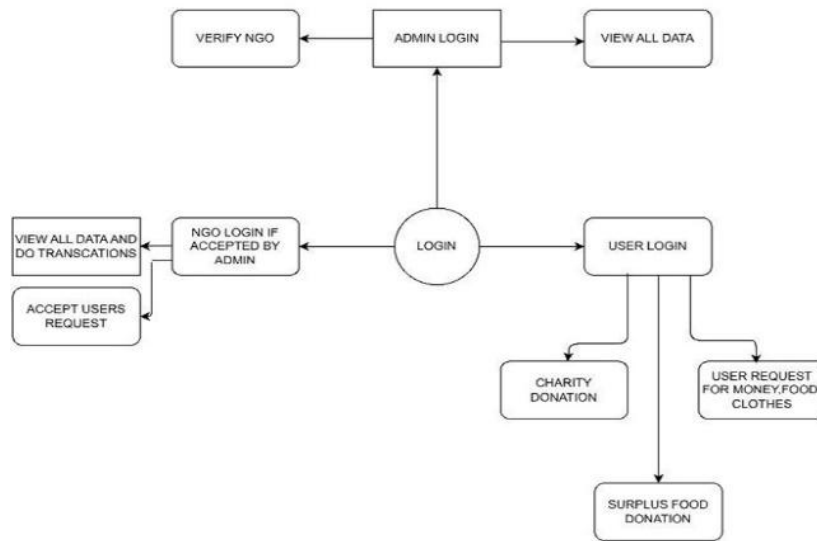 VERIFY NGO
ADMIN LOGIN
VIEW ALL DATA
VIEW ALL DATA AND
DO TRANSCATIONS
NGO LOGIN IF
ACCEPTED BY
ADMIN
LOGIN
USER LOGIN
ACCEPT USERS
REQUEST
CHARITY
DONATION
USER REQUEST
FOR MONEY,FOOD
CLOTHES
SURPLUS FOOD
DONATION